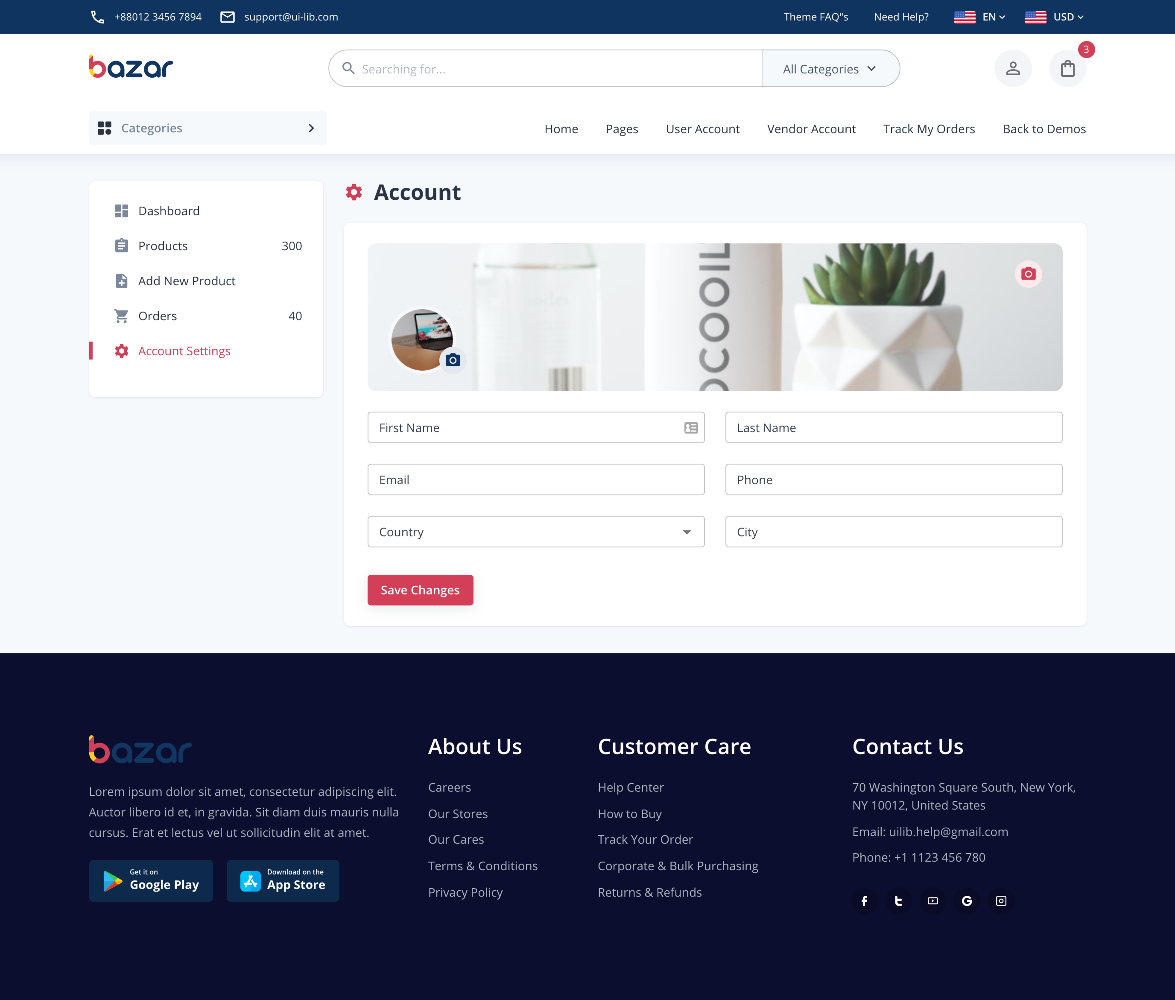 +88012 3456 7894
support@ui-lib.com
Theme FAQ"s
Need Help?
EN
USD
bazar
Searching for...
All Categories
3
Categories
Home
Pages
User Account
Vendor Account
Track My Orders
Back to Demos
Dashboard
Products 300
Add New Product
Orders 40
Account Settings
Account
OCOOIL
First Name
Last Name
Email
Phone
Country
City
Save Changes
bazar
Lorem ipsum dolor sit amet, consectetur adipiscing elit.
Auctor libero id et, in gravida. Sit diam duis mauris nulla
cursus. Erat et lectus vel ut sollicitudin elit at amet.
Get it on
Google Play
Download on the
App Store
About Us
Careers
Our Stores
Our Cares
Terms & Conditions
Privacy Policy
Customer Care
Help Center
How to Buy
Track Your Order
Corporate & Bulk Purchasing
Returns & Refunds
Contact Us
70 Washington Square South, New York,
NY 10012, United States
Email: uilib.help@gmail.com
Phone: +1 1123 456 780